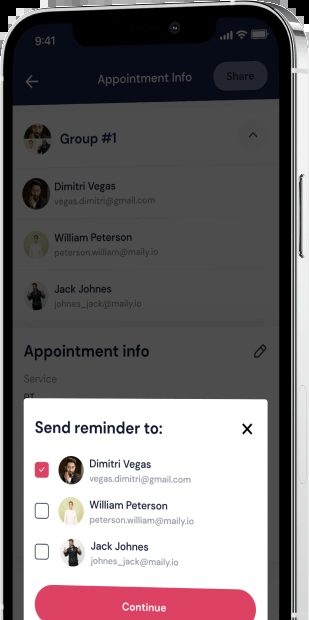 9:41
Appointment Info
Share
Group #1
Dimitri Vegas
vegas.dimitri@gmail.com
William Peterson
peterson.william@maily.io
Jack Johnes
johnes_jack@maily.io
Appointment info
Service
Send reminder to:
Dimitri Vegas
vegas.dimitri@gmail.com
William Peterson
peterson.william@maily.io
Jack Johnes
johnes_jack@maily.io
Continue